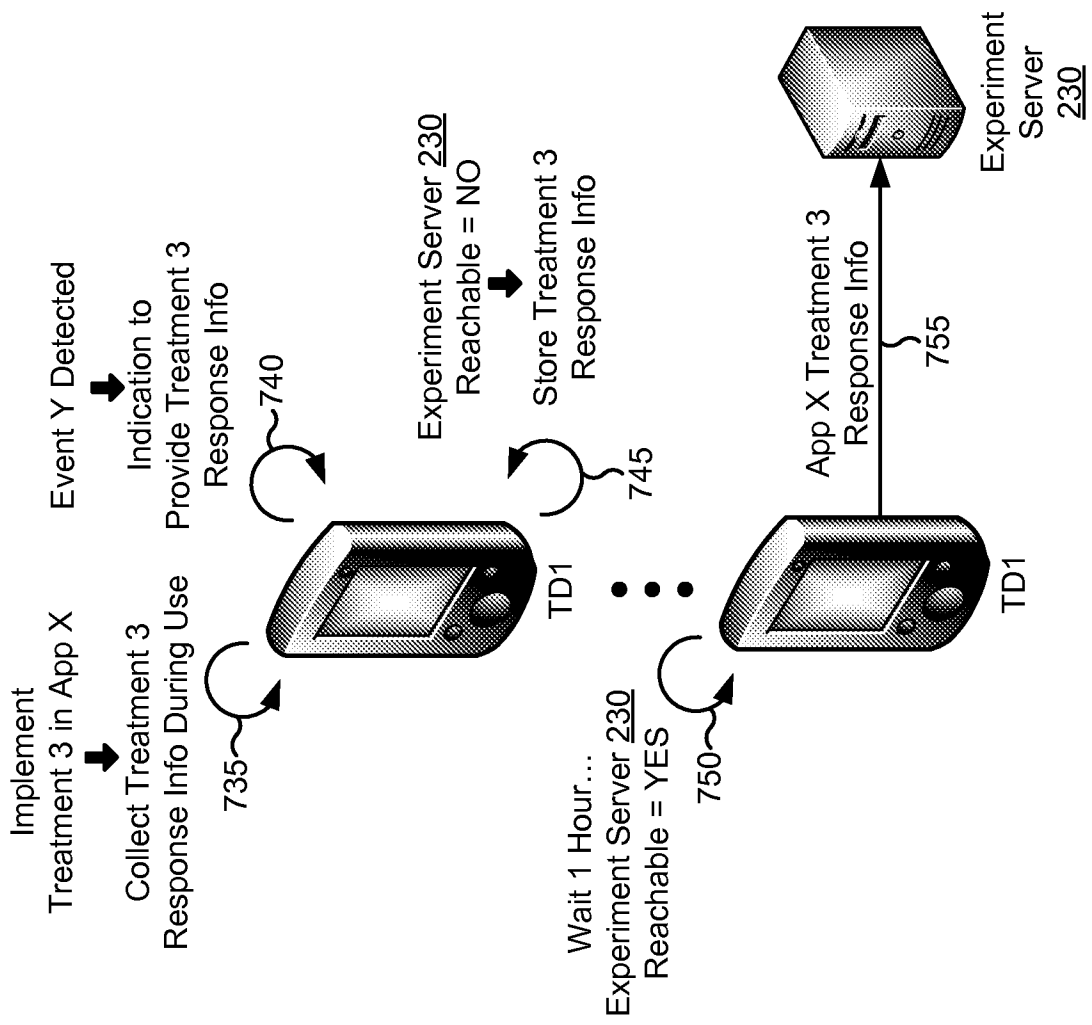 Implement
Treatment 3 in App X
Collect Treatment 3
Response Info During Use
735
Event Y Detected
Indication to
Provide Treatment 3
Response Info
740
TD1
Experiment Server 230
Reachable = NO
Store Treatment 3
Response Info
745
Wait 1 Hour...
Experiment Server 230
Reachable = YES
750
TD1
App X Treatment 3
Response Info
755
Experiment
Server
230